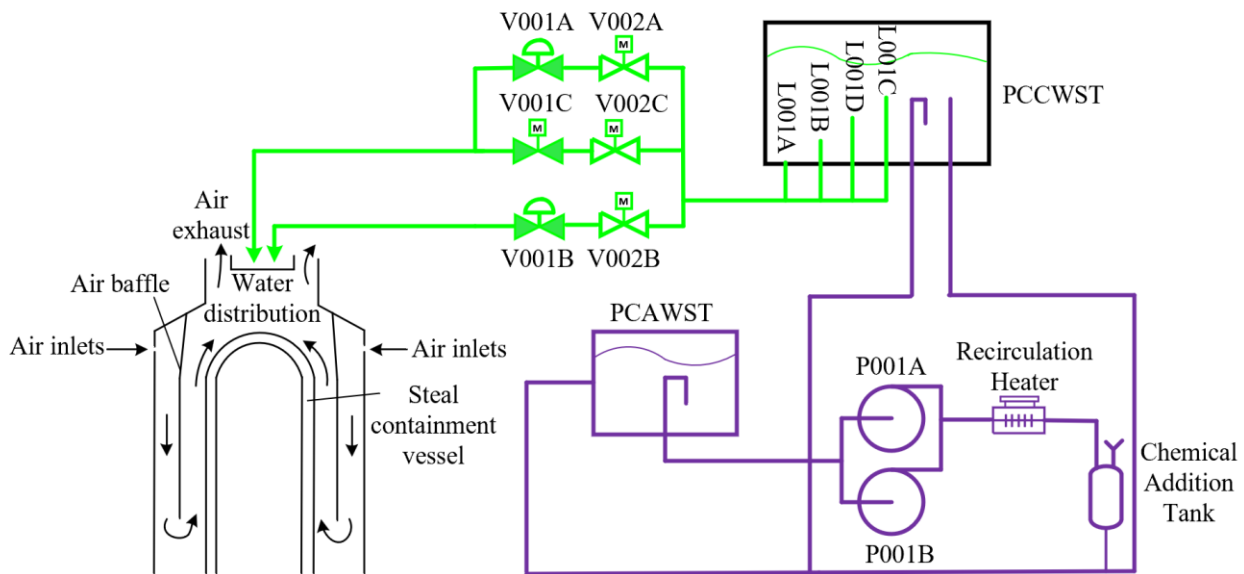 V001A
V002A
V001C
V002C
V001B
V002B
M
M
M
M
L001A
L001B
L001D
L001C
PCCWST
Air
exhaust
Air baffle
Water
distribution
Air inlets
Air inlets
Steal
containment
vessel
PCAWST
P001A
P001B
Recirculation
Heater
Chemical
Addition
Tank